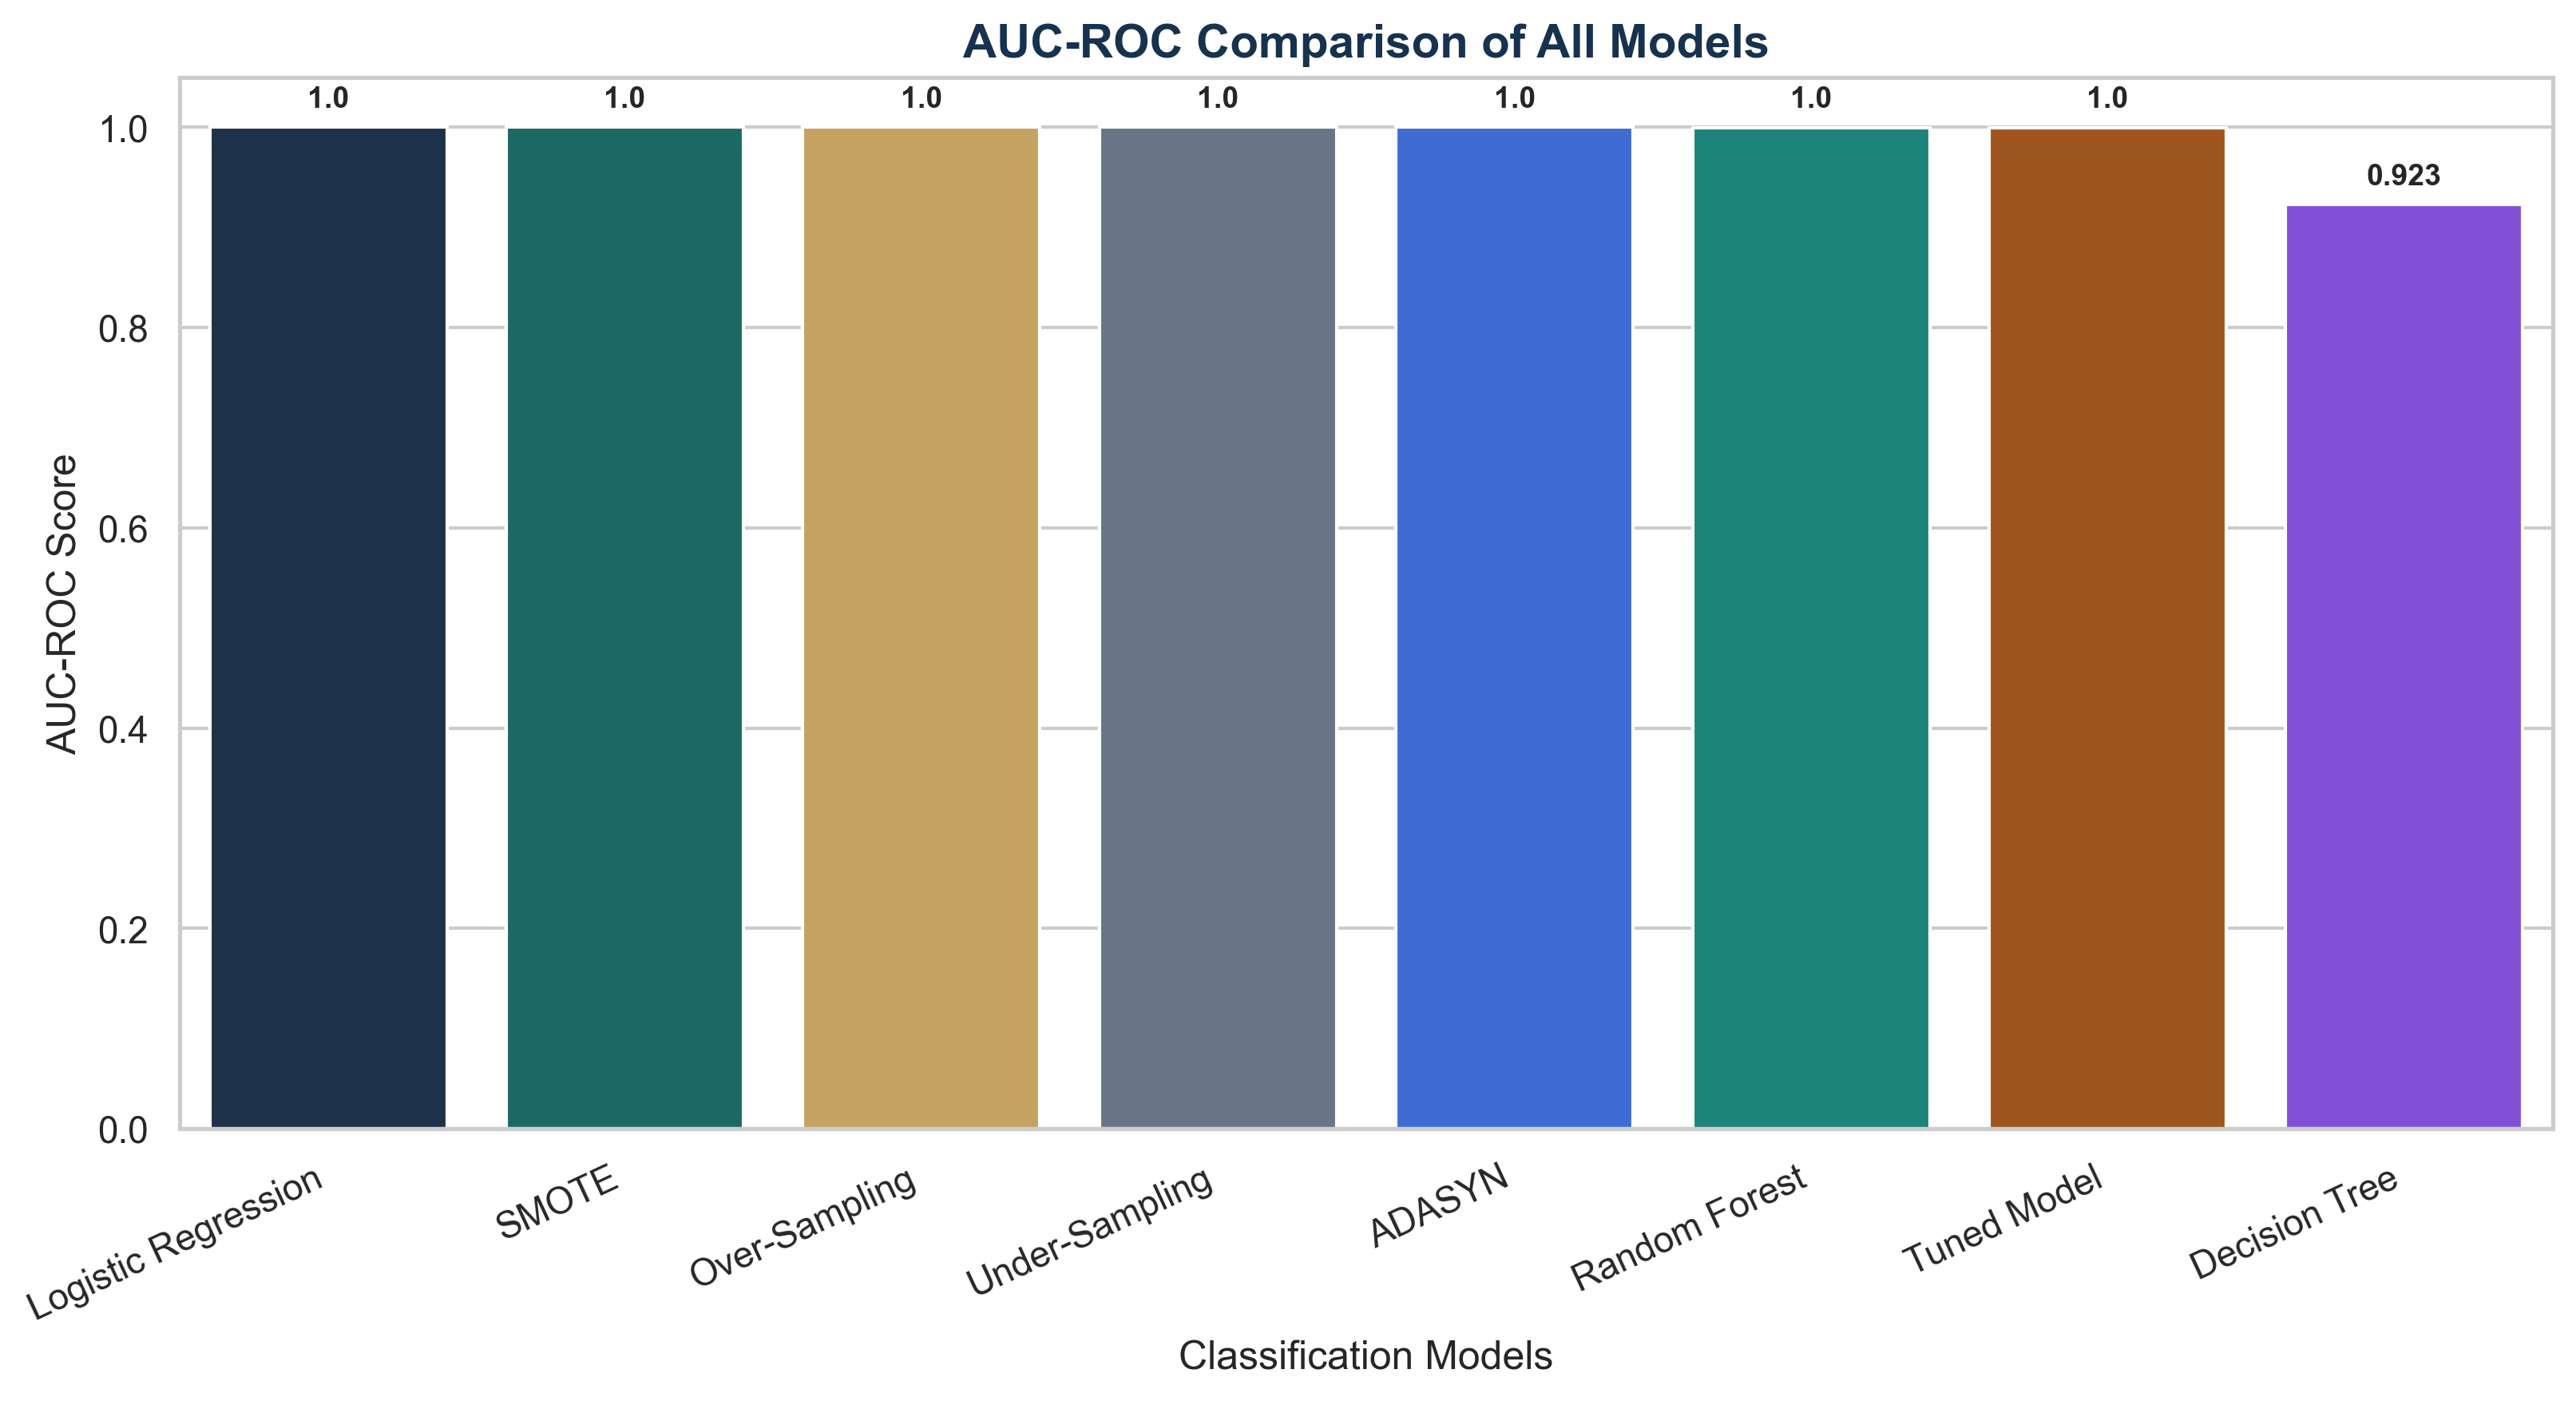 AUC-ROC Comparison of All Models
1.0 1.0 1.0 1.0 1.0 1.0 1.0
0.923
1.0
0.8
0.6
0.4
0.2
0.0
AUC-ROC Score
Logistic Regression
SMOTE
Over-Sampling
Under-Sampling
ADASYN
Random Forest
Tuned Model
Decision Tree
Classification Models